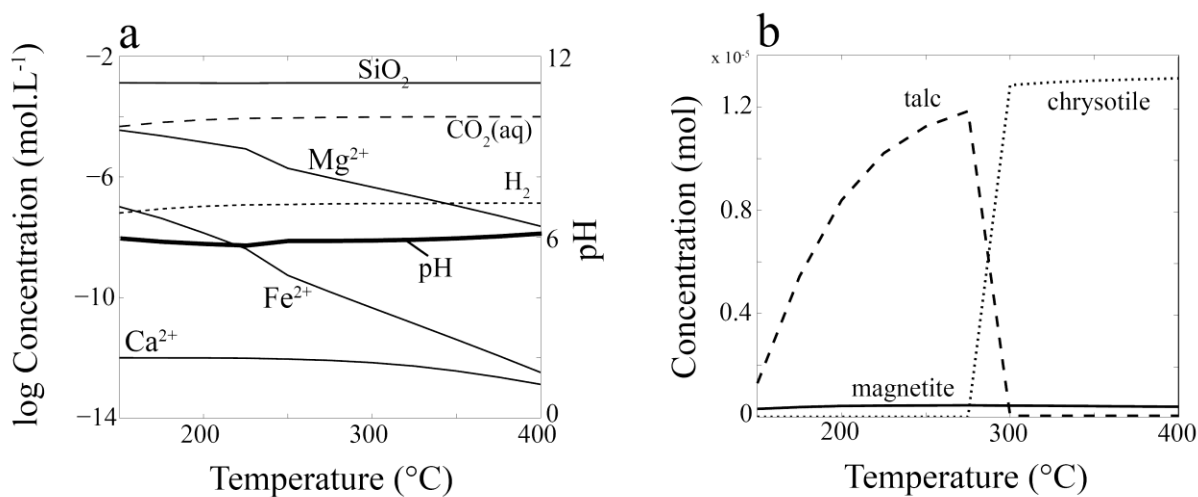 a
log Concentration (mol.L⁻¹)
−2
−6
−10
−14
12
6
0
pH
SiO₂
CO₂(aq)
Mg²⁺
H₂
pH
Fe²⁺
Ca²⁺
200
300
400
Temperature (°C)
b
x 10⁻⁵
Concentration (mol)
1.2
0.8
0.4
0
talc
chrysotile
magnetite
200
300
400
Temperature (°C)